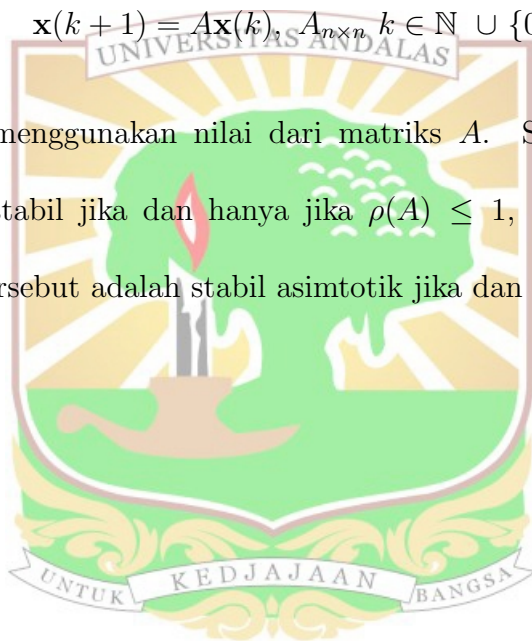 x(k + 1) = Ax(k), A_{n×n} k ∈ ℕ ∪ {0
UNIVERSITAS ANDALAS
menggunakan nilai dari matriks A. S
stabil jika dan hanya jika ρ(A) ≤ 1,
rsebut adalah stabil asimtotik jika dan
UNTUK KEDJAJAAN BANGSA